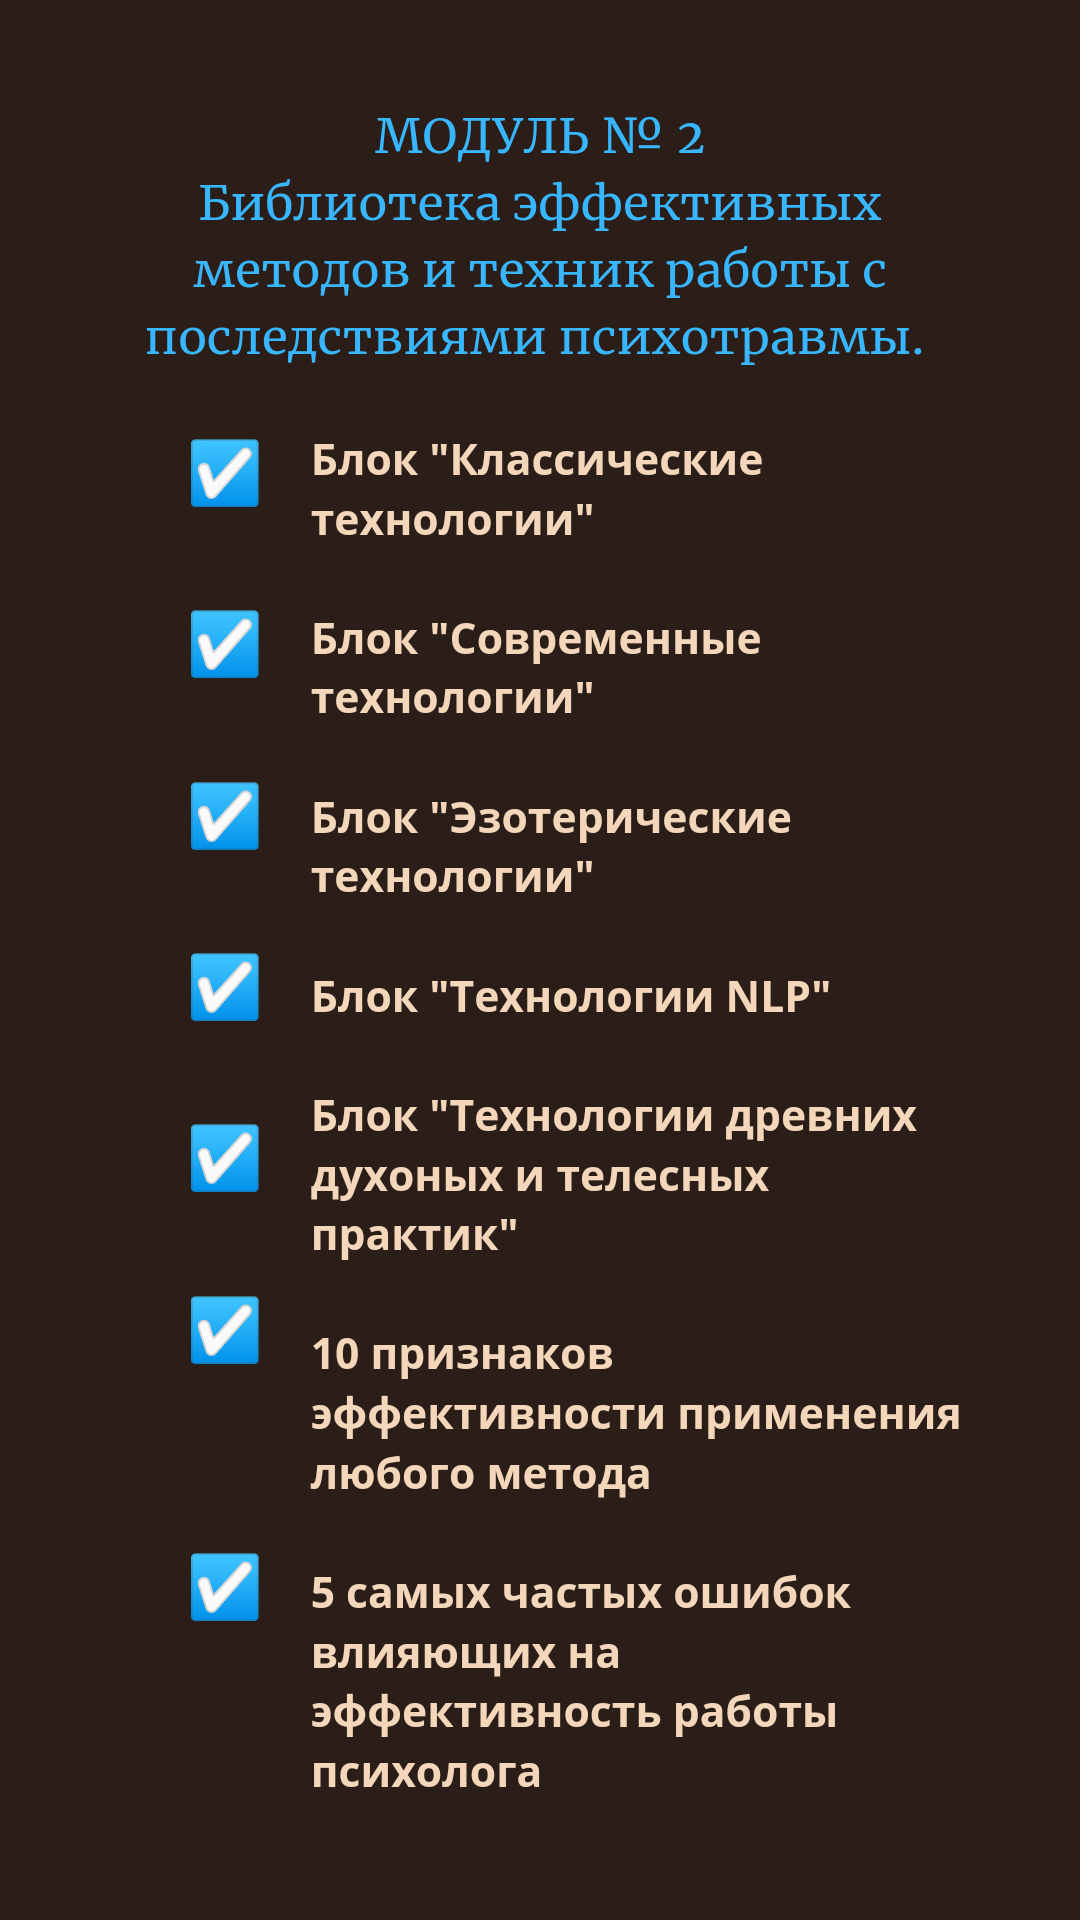 МОДУЛЬ № 2
Библиотека эффективных
методов и техник работы с
последствиями психотравмы.
Блок "Классические
технологии"
Блок "Современные
технологии"
Блок "Эзотерические
технологии"
Блок "Технологии NLP"
Блок "Технологии древних
духоных и телесных
практик"
10 признаков
эффективности применения
любого метода
5 самых частых ошибок
влияющих на
эффективность работы
психолога